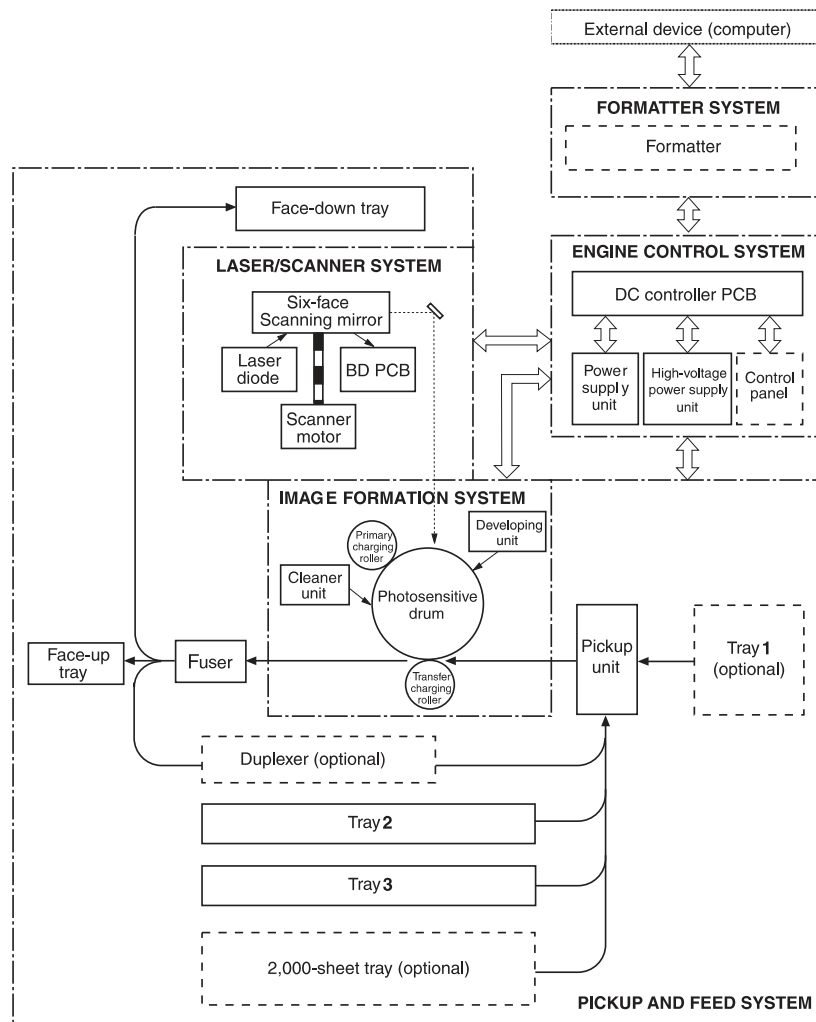 External device (computer)
FORMATTER SYSTEM
Formatter
Face-down tray
LASER/SCANNER SYSTEM
Six-face
Scanning mirror
Laser
diode
BD PCB
Scanner
motor
ENGINE CONTROL SYSTEM
DC controller PCB
Power
supply
unit
High-voltage
power supply
unit
Control
panel
IMAGE FORMATION SYSTEM
Primary
charging
roller
Developing
unit
Cleaner
unit
Photosensitive
drum
Transfer
charging
roller
Face-up
tray
Fuser
Pickup
unit
Tray 1
(optional)
Duplexer (optional)
Tray 2
Tray 3
2,000-sheet tray (optional)
PICKUP AND FEED SYSTEM